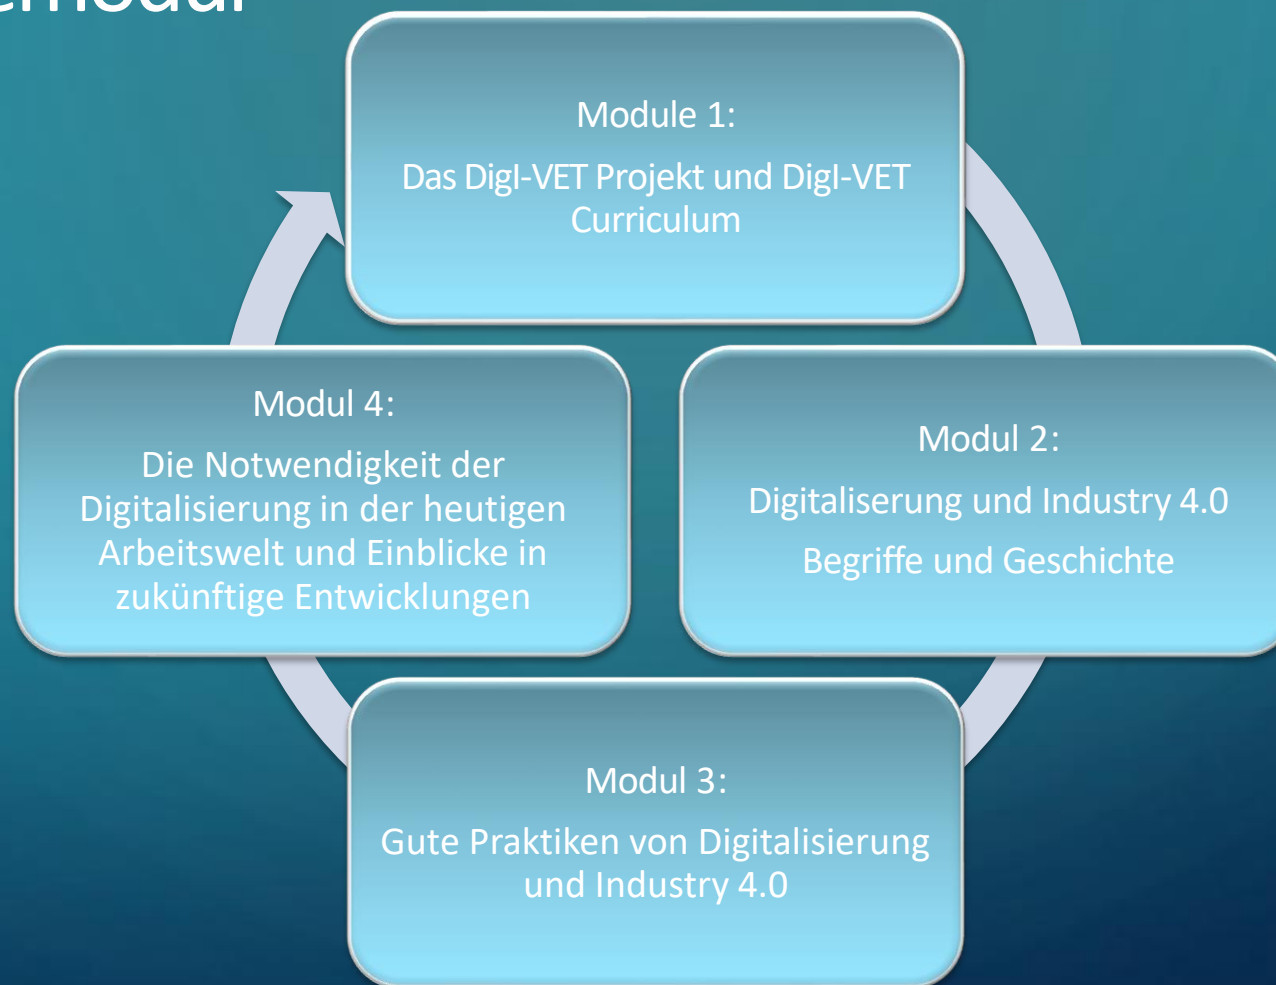 Module 1:
Das DigI-VET Projekt und DigI-VET
Curriculum
Modul 2:
Digitaliserung und Industry 4.0
Begriffe und Geschichte
Modul 3:
Gute Praktiken von Digitalisierung
und Industry 4.0
Modul 4:
Die Notwendigkeit der
Digitalisierung in der heutigen
Arbeitswelt und Einblicke in
zukünftige Entwicklungen